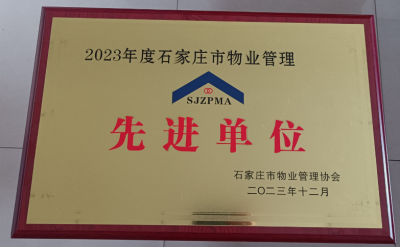 2023年度石家庄市物业管理
SJZPMA
先进单位
石家庄市物业管理协会
二〇二三年十二月